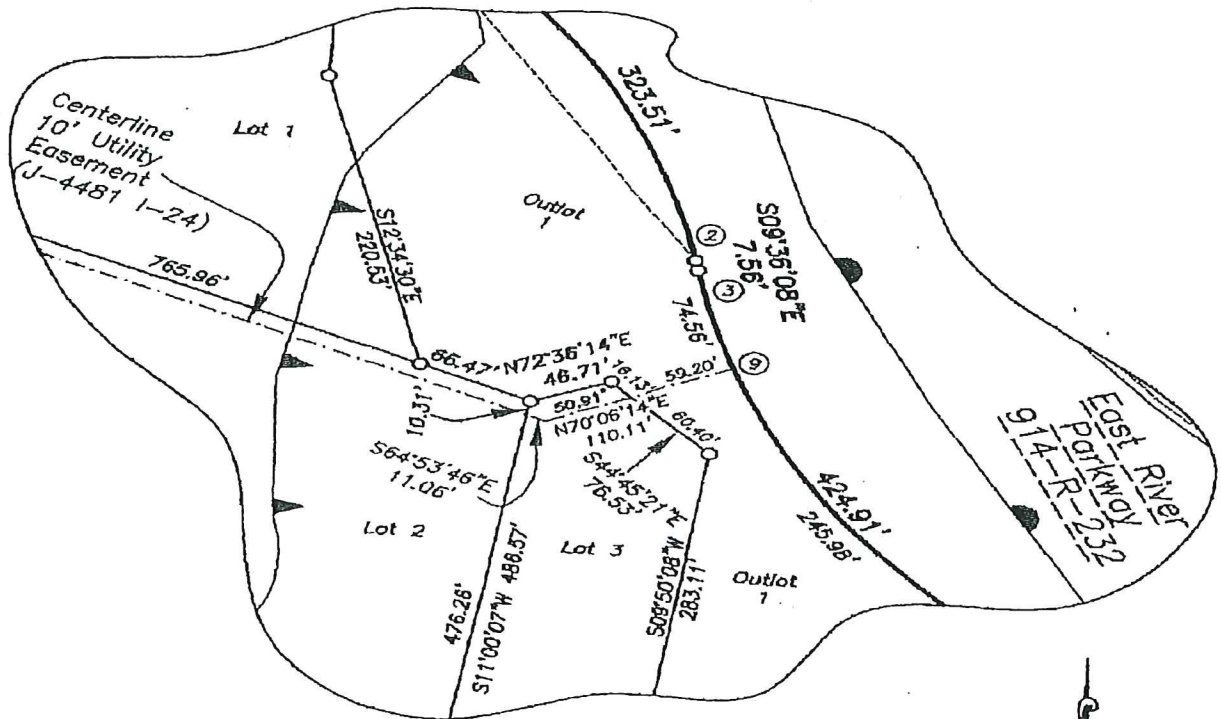 323.51'
Centerline
10' Utility
Easement
(J-4481 I-24)
Lot 1
Outlot
1
S12°34'30"E
220.53'
S09°36'08"E
7.56'
2
3
765.96'
74.56'
9
66.47'
N72°36'14"E
46.71'
16.13'
59.20'
10.31'
50.91'
N70°06'14"E
110.11'
60.40'
S64°53'46"E
11.06'
S44°45'21"
76.53'
East River
Parkway
914-R-232
424.91'
245.98'
Lot 2
Lot 3
Outlot
1
476.26'
S11°00'07"W 486.57'
S09°50'08"W
283.11'